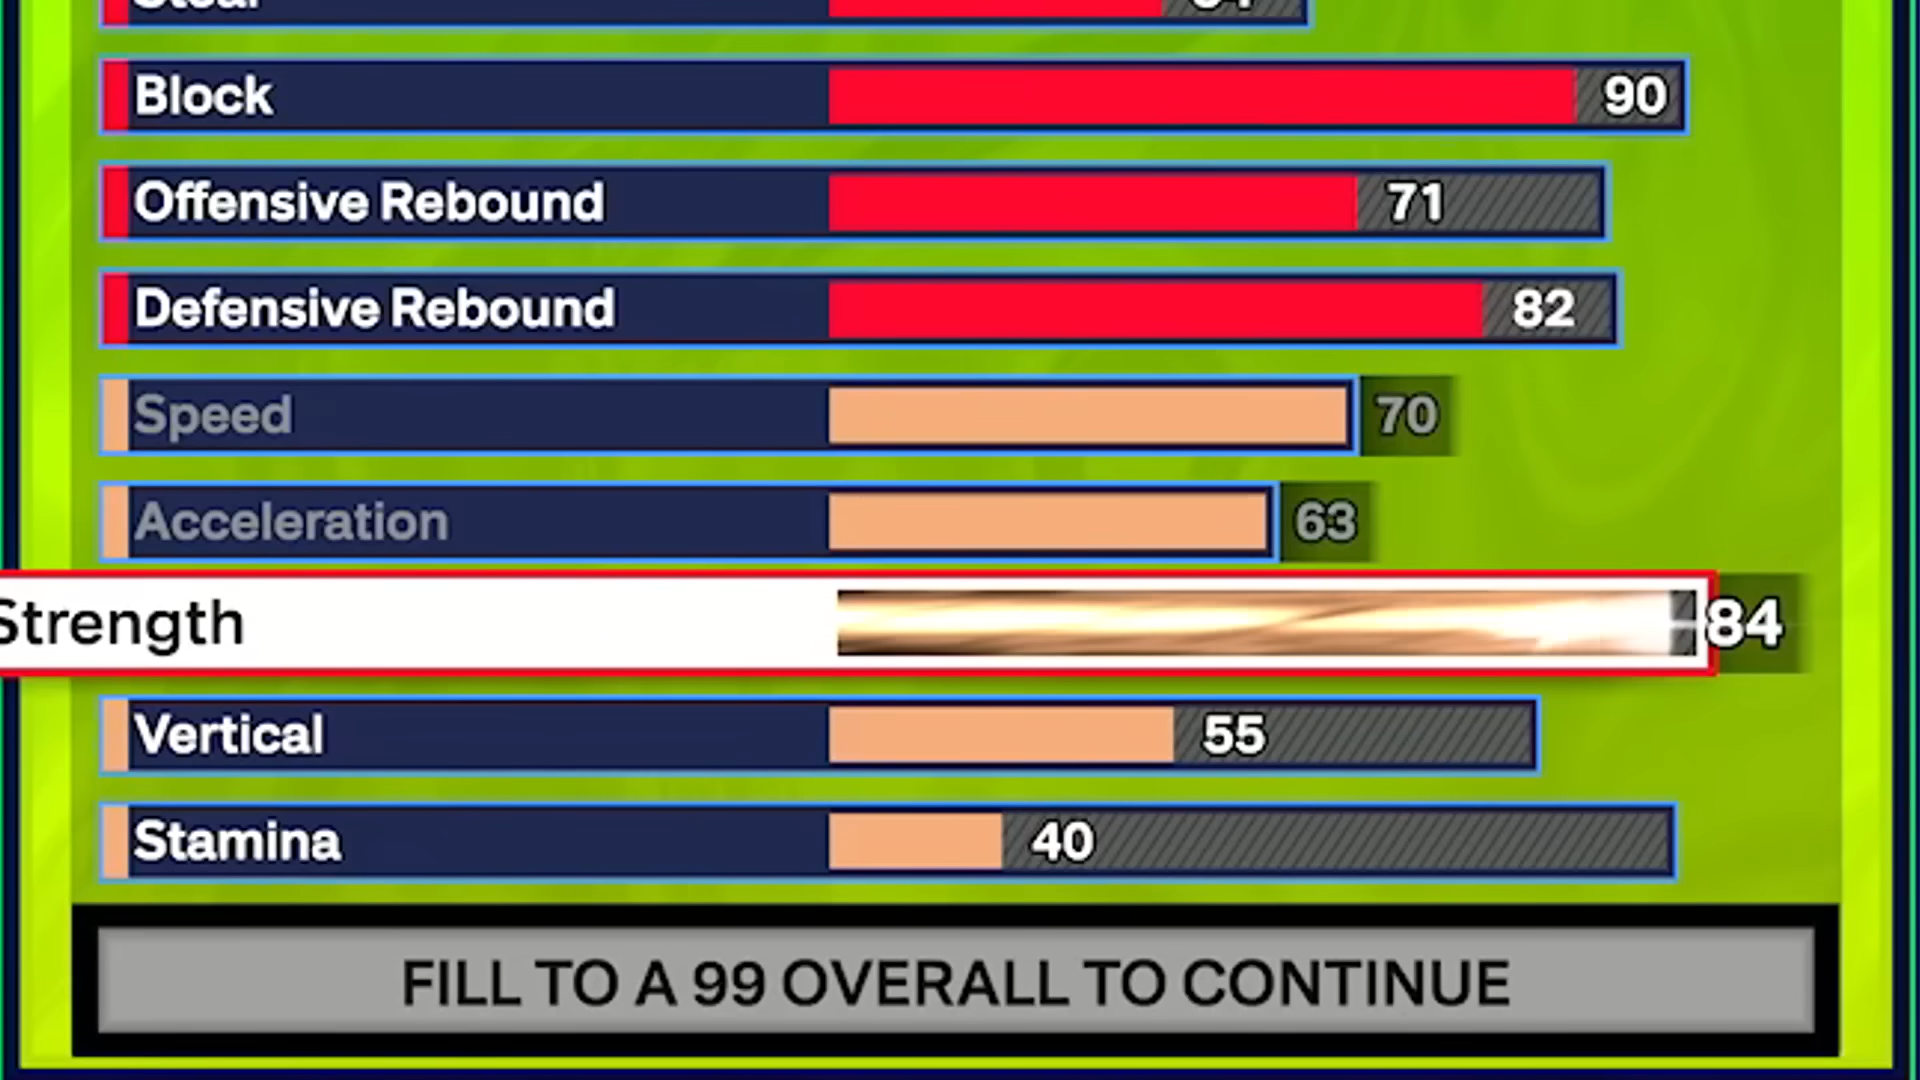 Block 90
Offensive Rebound 71
Defensive Rebound 82
Speed 70
Acceleration 63
Strength 84
Vertical 55
Stamina 40
FILL TO A 99 OVERALL TO CONTINUE